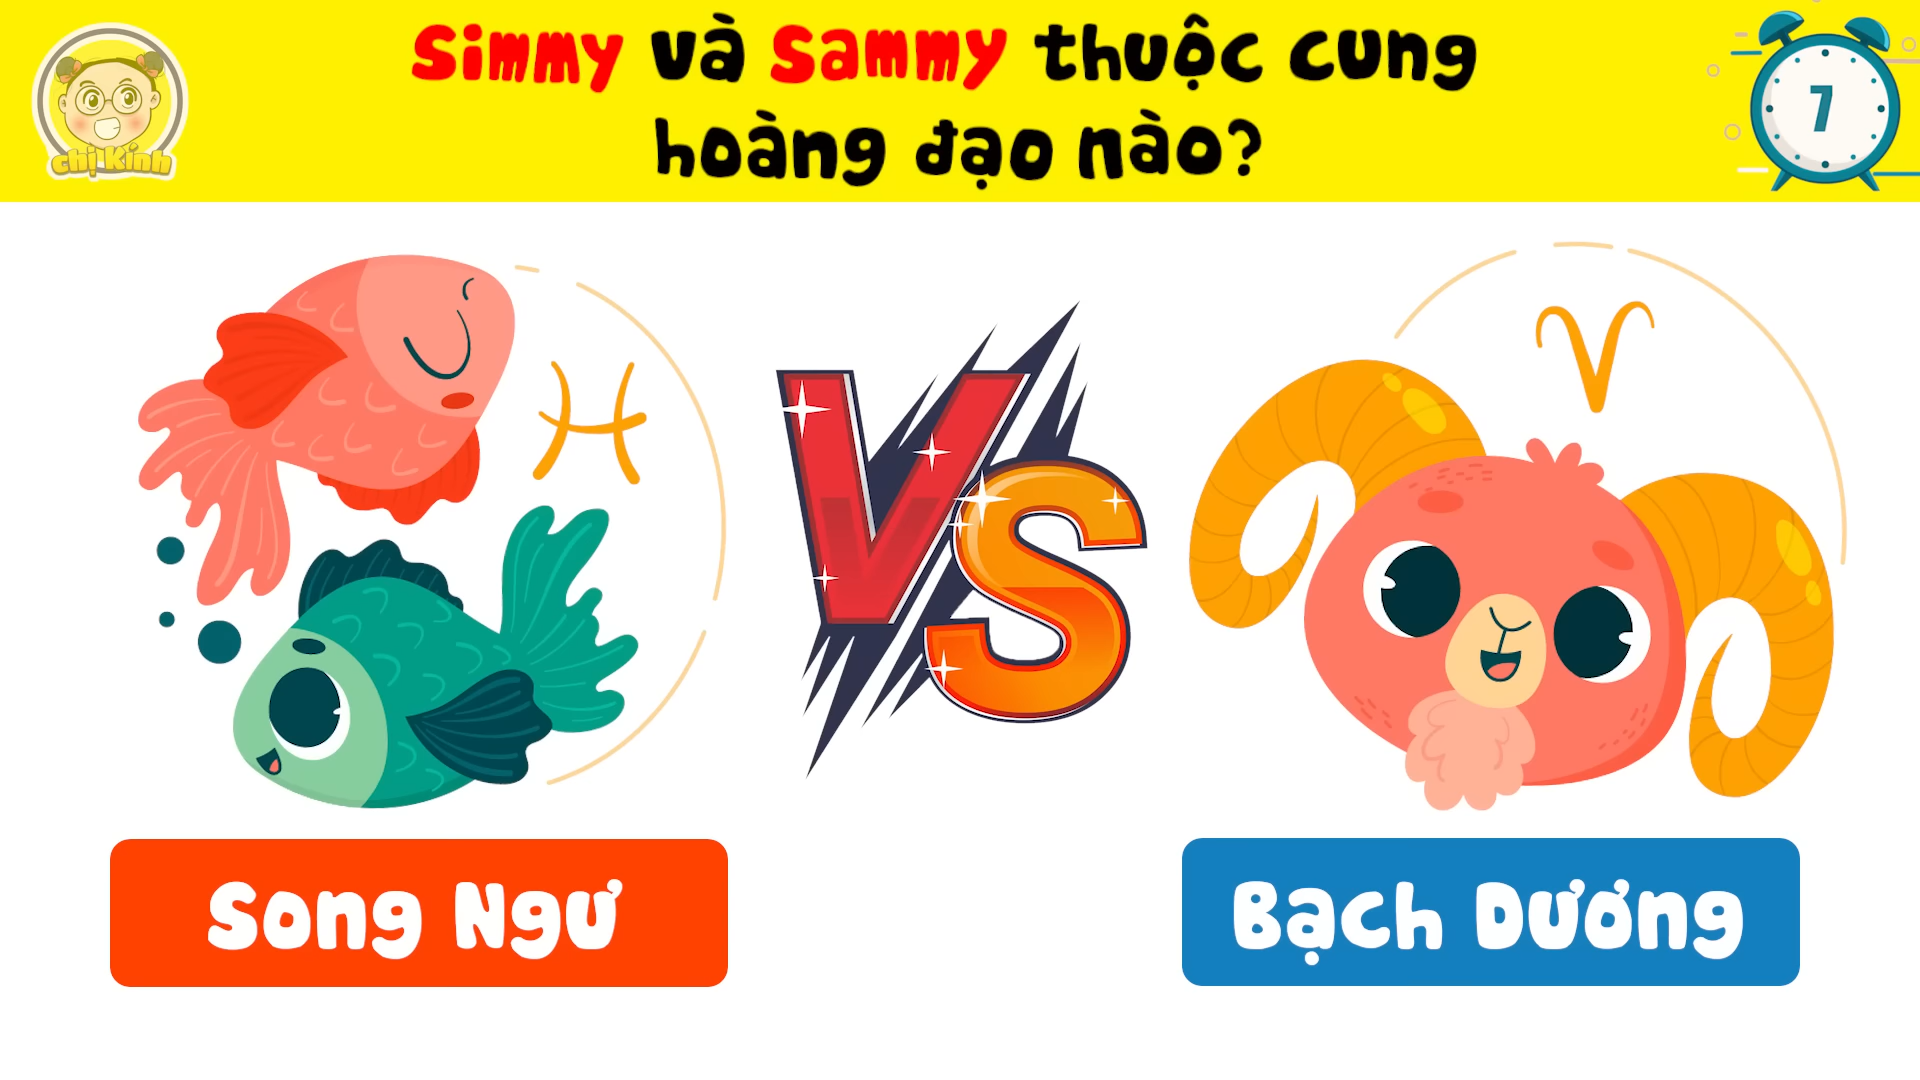 Simmy và Sammy thuộc cung
hoàng đạo nào?
chị Kính
7
VS
Song Ngư
Bạch Dương